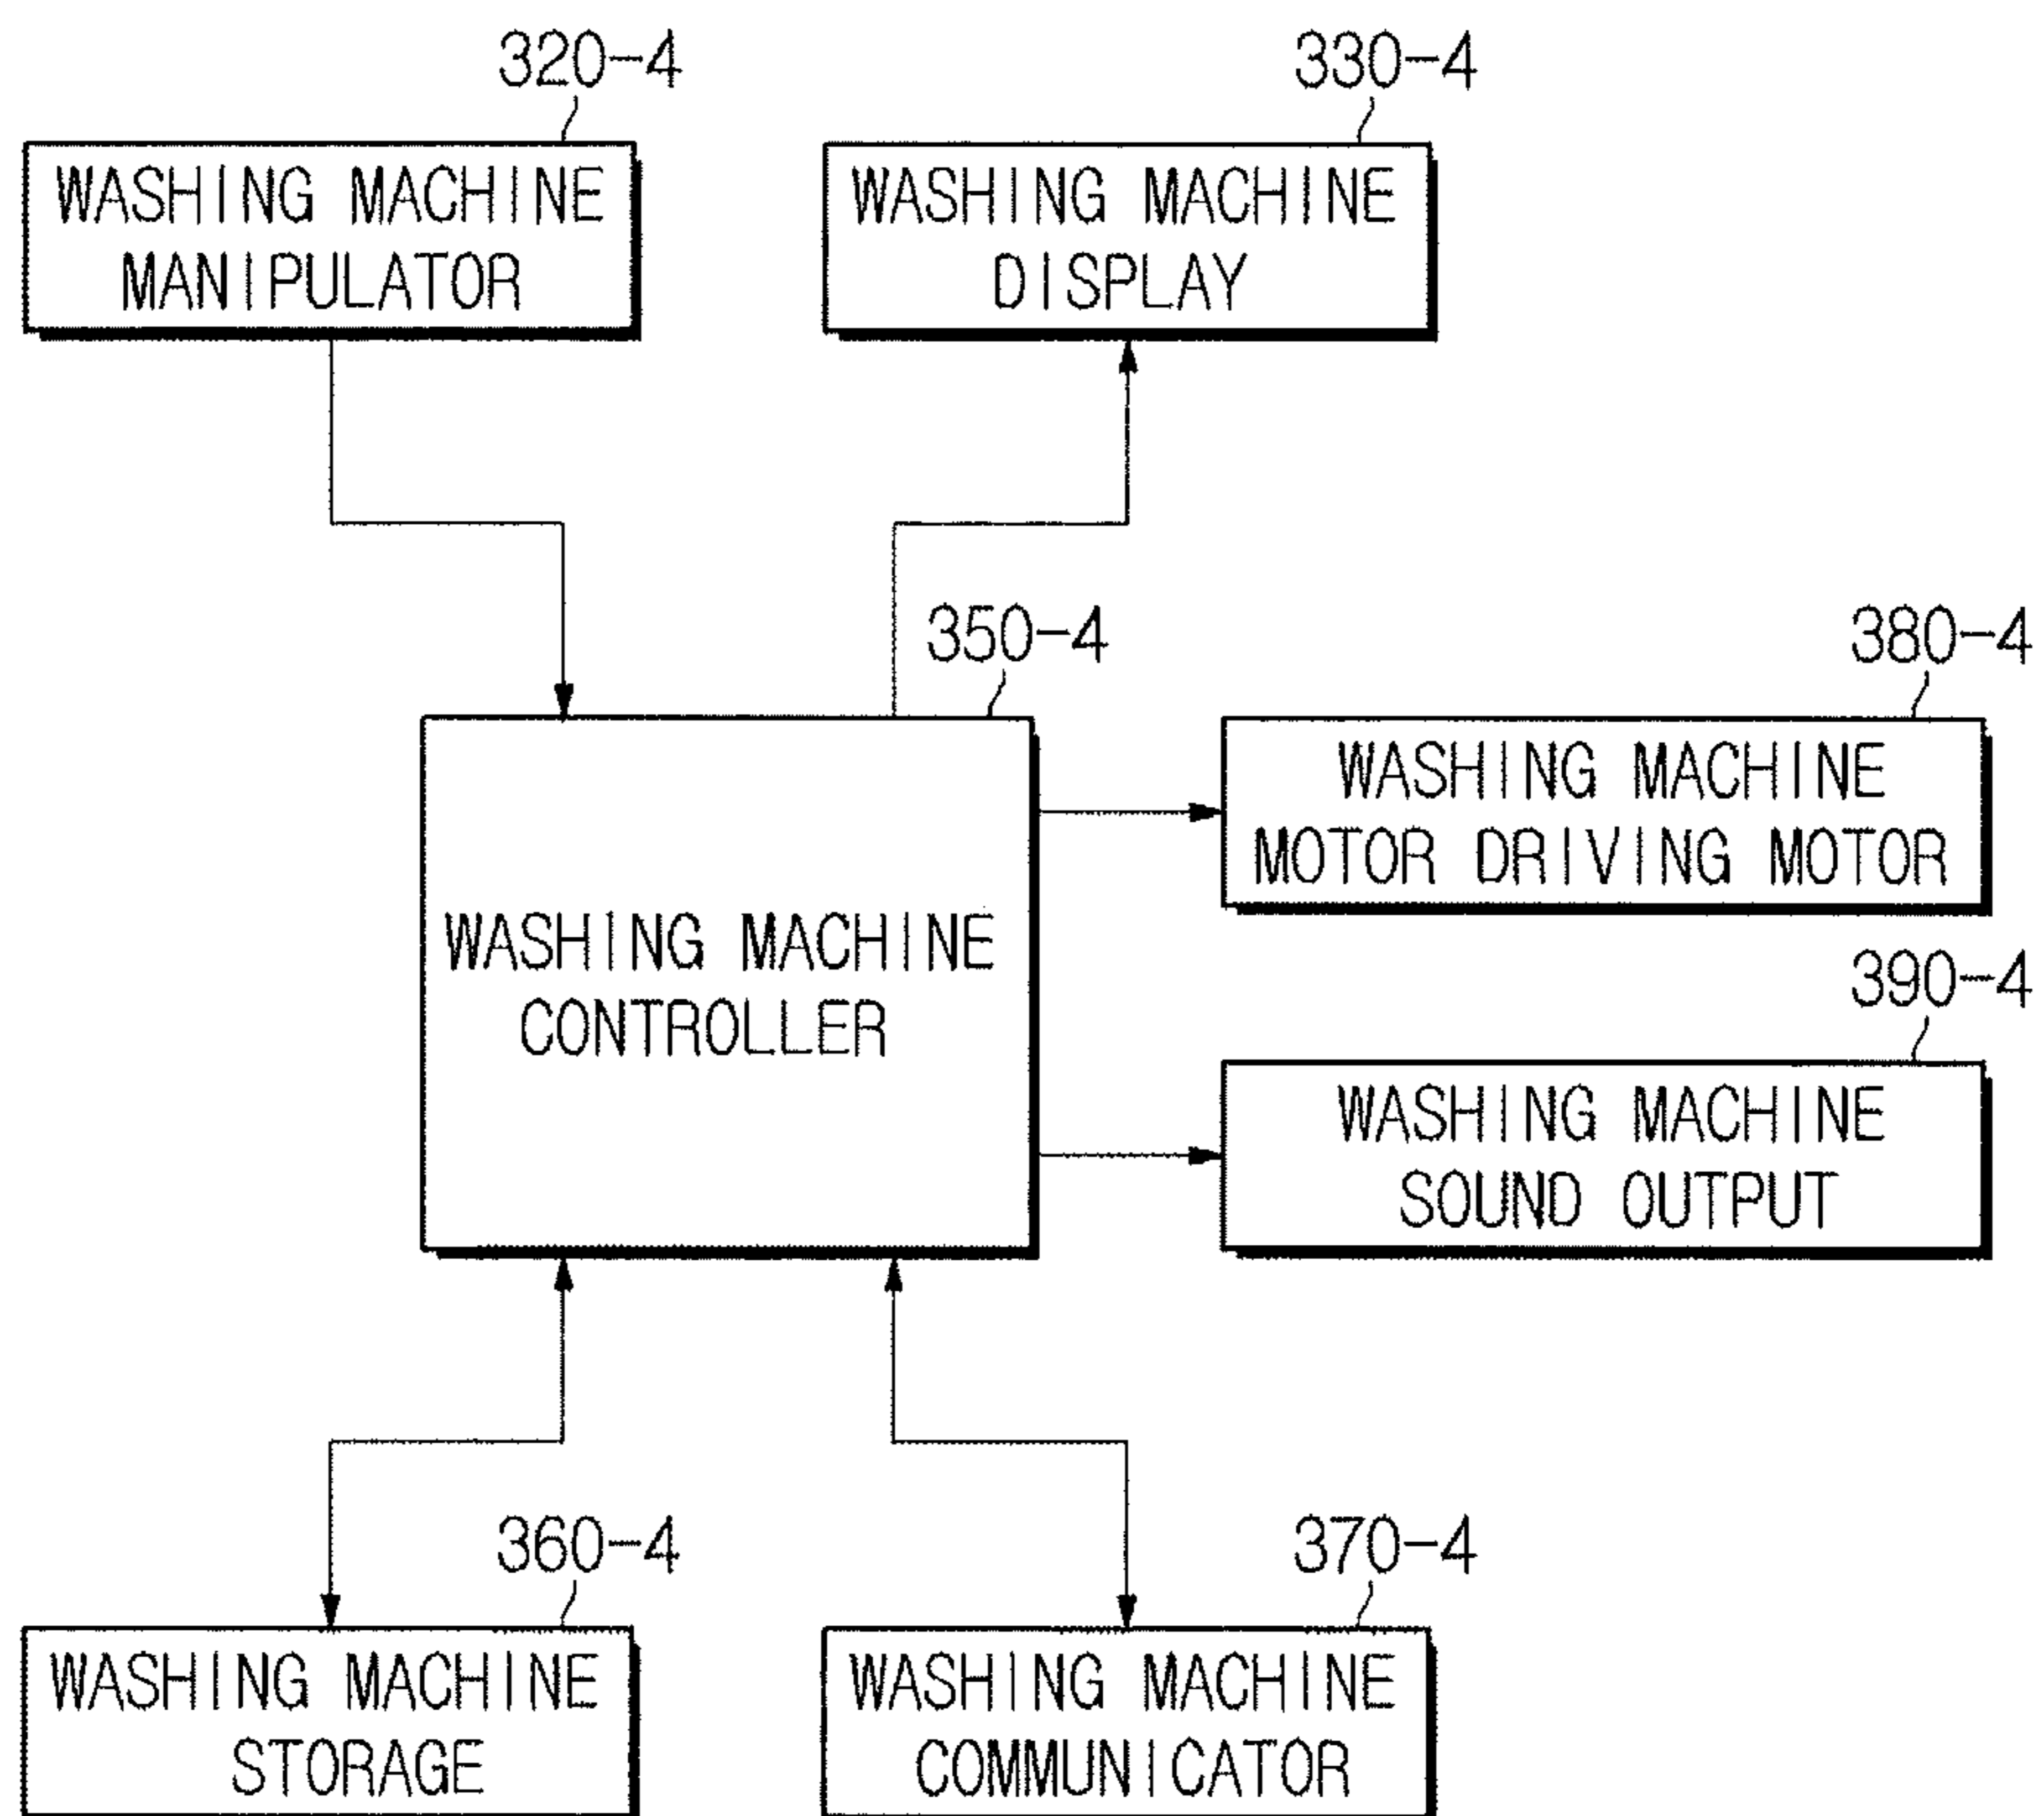 320-4
WASHING MACHINE
MANIPULATOR
330-4
WASHING MACHINE
DISPLAY
350-4
WASHING MACHINE
CONTROLLER
380-4
WASHING MACHINE
MOTOR DRIVING MOTOR
390-4
WASHING MACHINE
SOUND OUTPUT
360-4
WASHING MACHINE
STORAGE
370-4
WASHING MACHINE
COMMUNICATOR